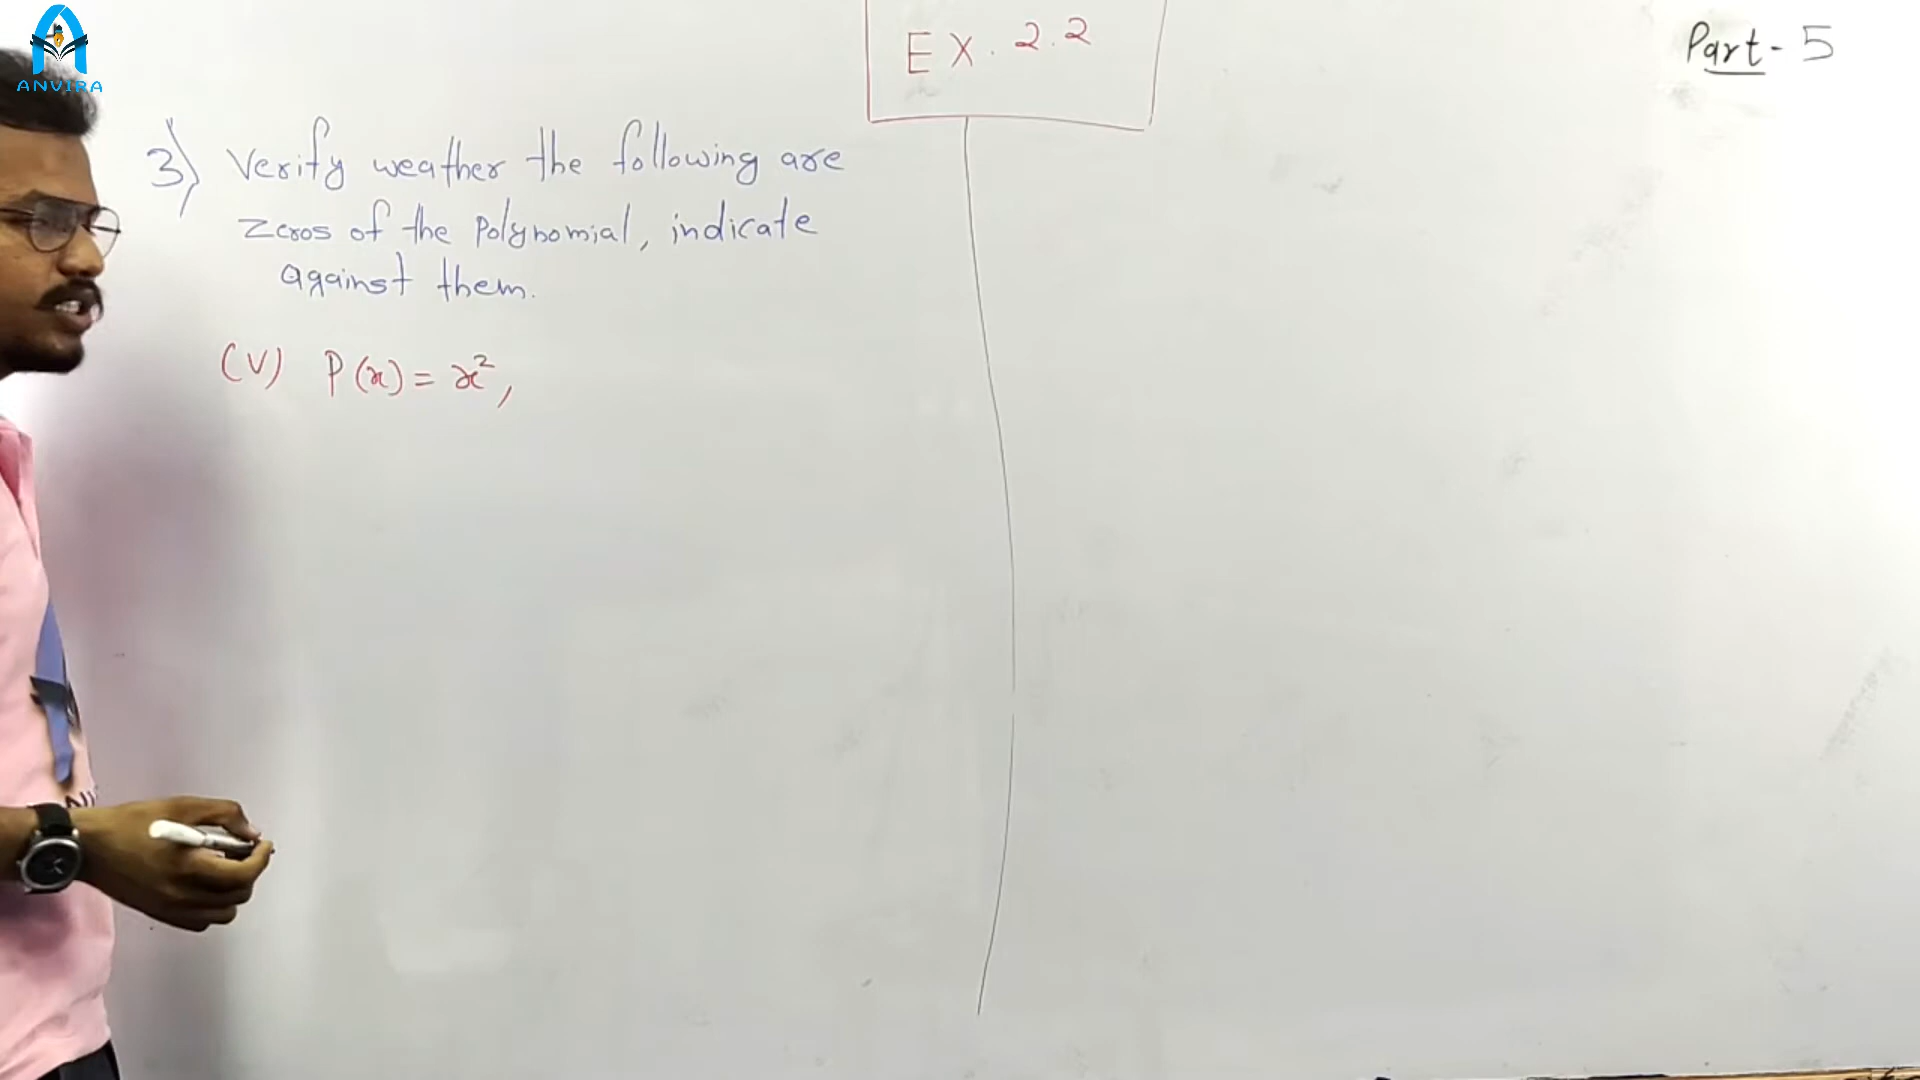 ANVIRA
EX. 2.2
Part - 5
3) Verify weather the following are
zeros of the polynomial, indicate
against them.
(V) P(x) = x²,